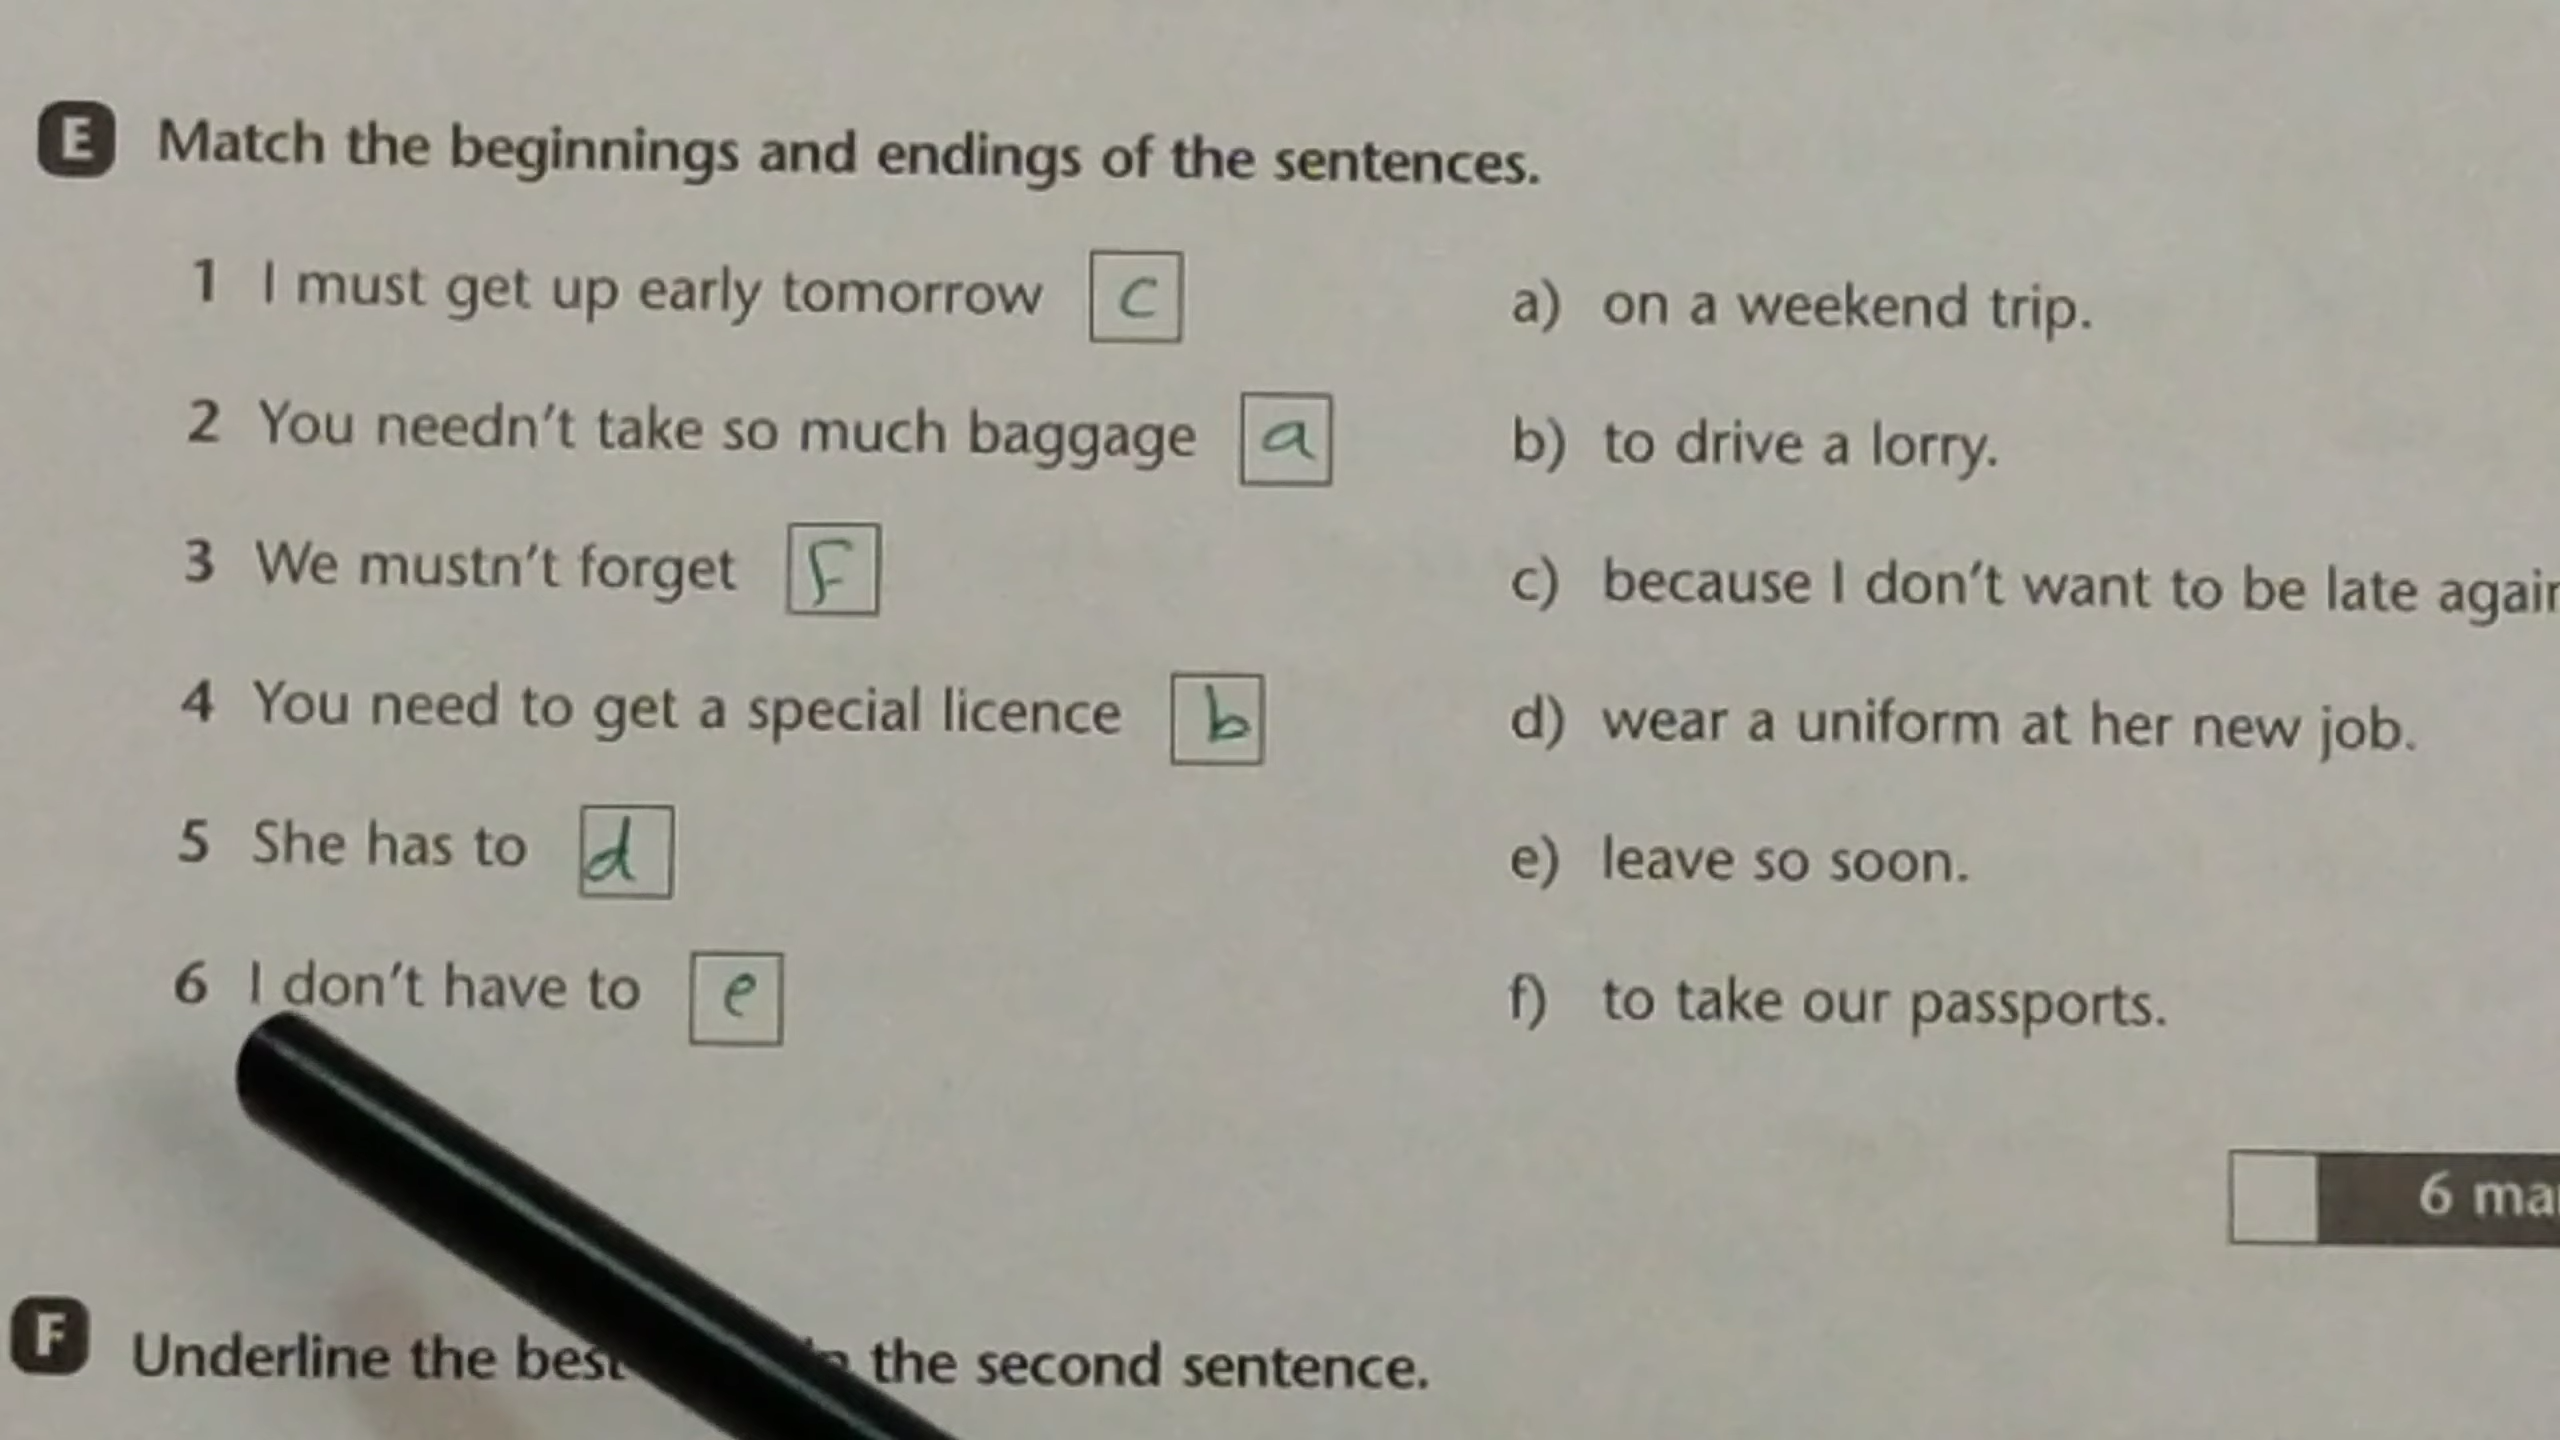 E Match the beginnings and endings of the sentences.
1 I must get up early tomorrow c
a) on a weekend trip.
2 You needn't take so much baggage a
b) to drive a lorry.
3 We mustn't forget F
c) because I don't want to be late
4 You need to get a special licence b
d) wear a uniform at her new job.
5 She has to d
e) leave so soon.
6 I don't have to e
f) to take our passports.
6
F Underline the best the second sentence.